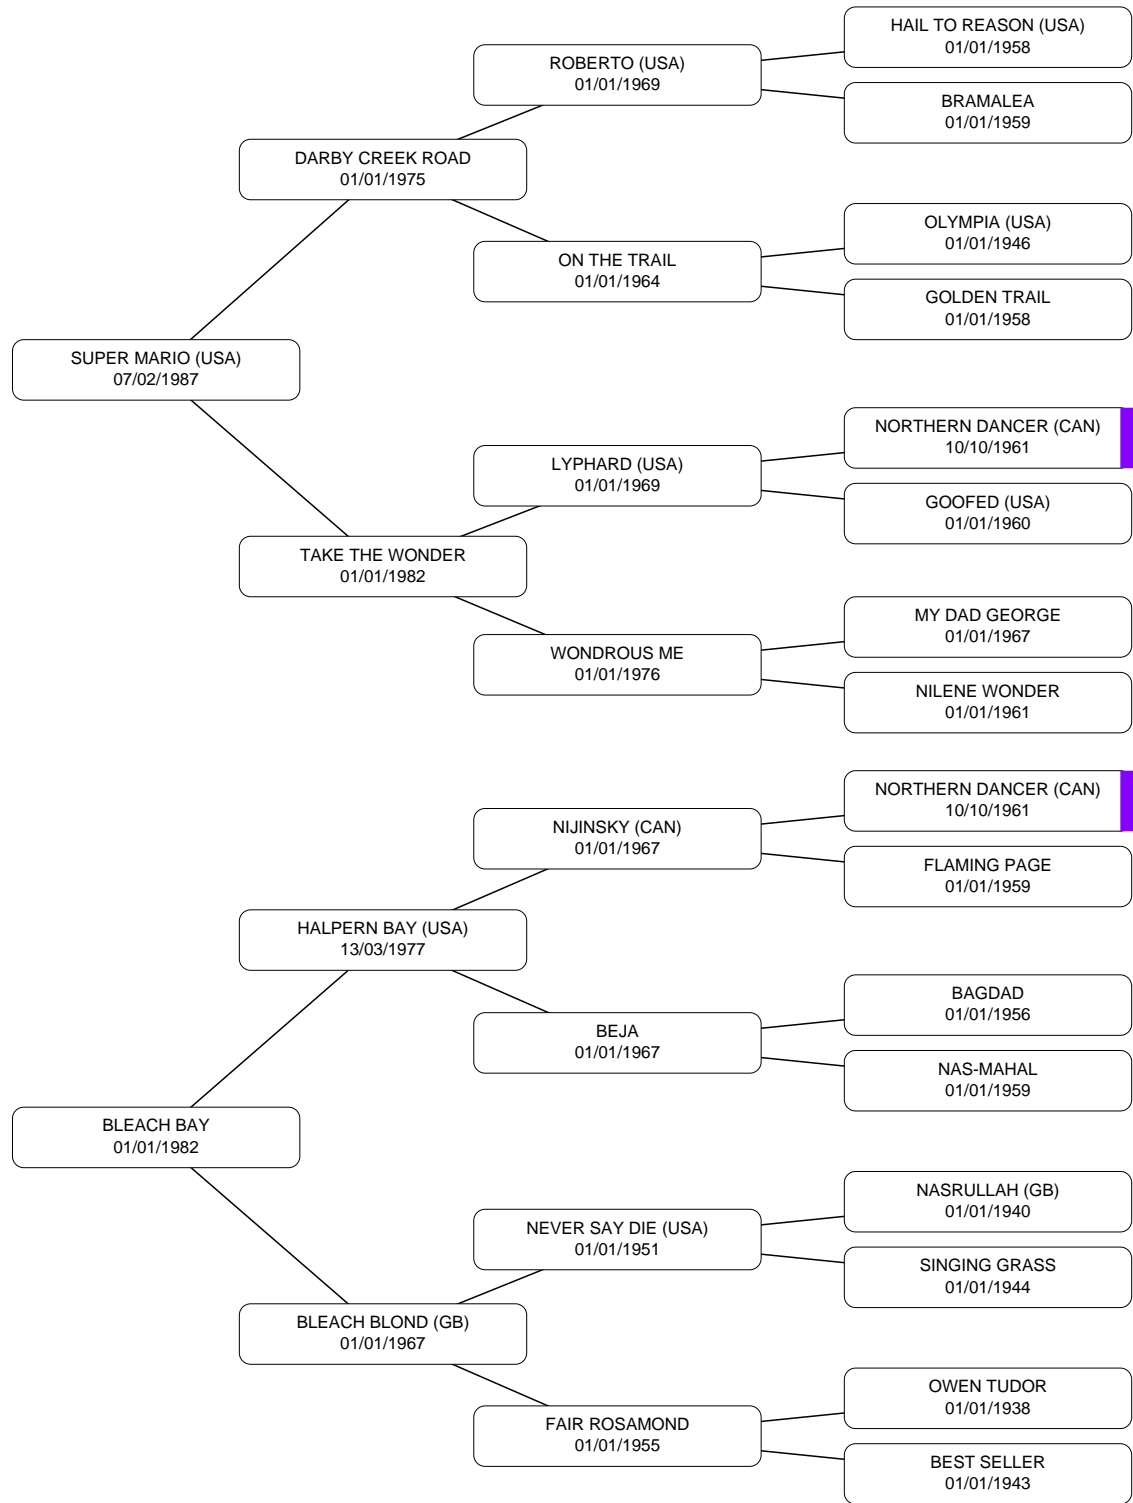 HAIL TO REASON (USA)
01/01/1958
ROBERTO (USA)
01/01/1969
BRAMALEA
01/01/1959
DARBY CREEK ROAD
01/01/1975
OLYMPIA (USA)
01/01/1946
ON THE TRAIL
01/01/1964
GOLDEN TRAIL
01/01/1958
SUPER MARIO (USA)
07/02/1987
NORTHERN DANCER (CAN)
10/10/1961
LYPHARD (USA)
01/01/1969
GOOFED (USA)
01/01/1960
TAKE THE WONDER
01/01/1982
MY DAD GEORGE
01/01/1967
WONDROUS ME
01/01/1976
NILENE WONDER
01/01/1961
NORTHERN DANCER (CAN)
10/10/1961
NIJINSKY (CAN)
01/01/1967
FLAMING PAGE
01/01/1959
HALPERN BAY (USA)
13/03/1977
BAGDAD
01/01/1956
BEJA
01/01/1967
NAS-MAHAL
01/01/1959
BLEACH BAY
01/01/1982
NASRULLAH (GB)
01/01/1940
NEVER SAY DIE (USA)
01/01/1951
SINGING GRASS
01/01/1944
BLEACH BLOND (GB)
01/01/1967
OWEN TUDOR
01/01/1938
FAIR ROSAMOND
01/01/1955
BEST SELLER
01/01/1943